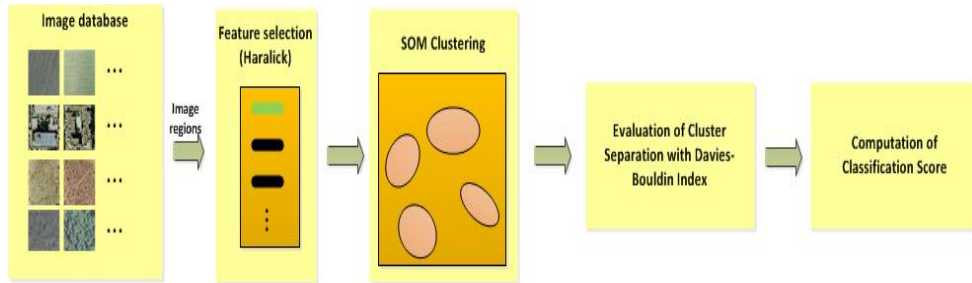 Image database
...
...
...
...
Image
regions
Feature selection
(Haralick)
SOM Clustering
Evaluation of Cluster
Separation with Davies-
Bouldin Index
Computation of
Classification Score